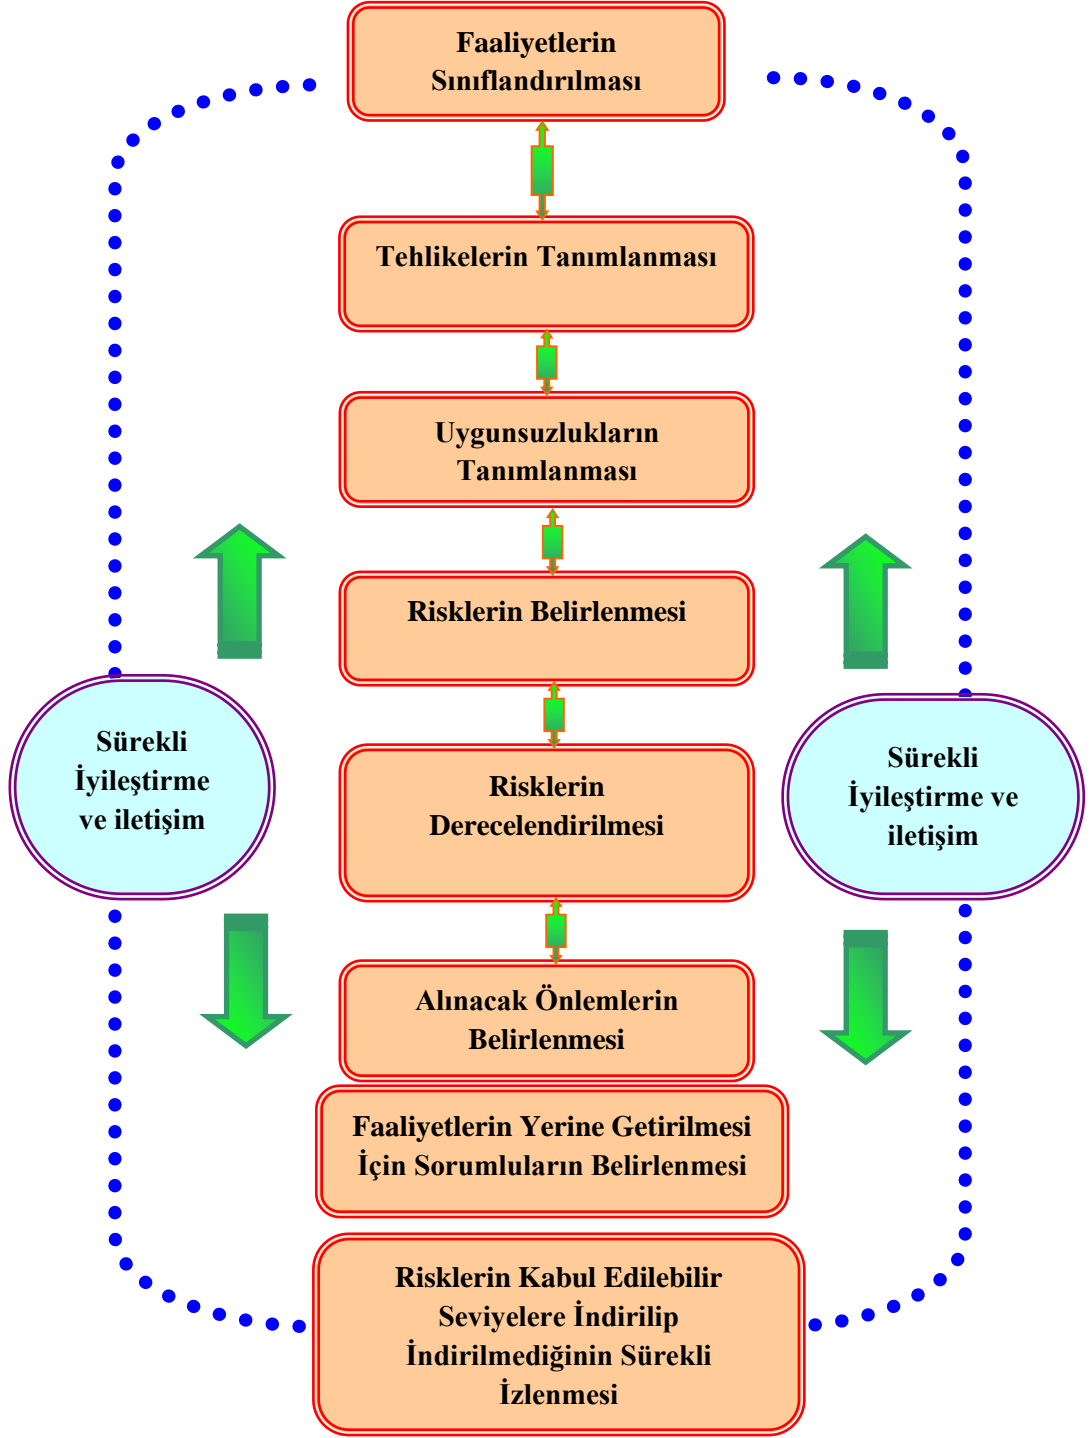 Faaliyetlerin
Sınıflandırılması
Tehlikelerin Tanımlanması
Uygunsuzlukların
Tanımlanması
Risklerin Belirlenmesi
Sürekli
İyileştirme
ve iletişim
Risklerin
Derecelendirilmesi
Sürekli
İyileştirme ve
iletişim
Alınacak Önlemlerin
Belirlenmesi
Faaliyetlerin Yerine Getirilmesi
İçin Sorumluların Belirlenmesi
Risklerin Kabul Edilebilir
Seviyelere İndirilip
İndirilmediğinin Sürekli
İzlenmesi